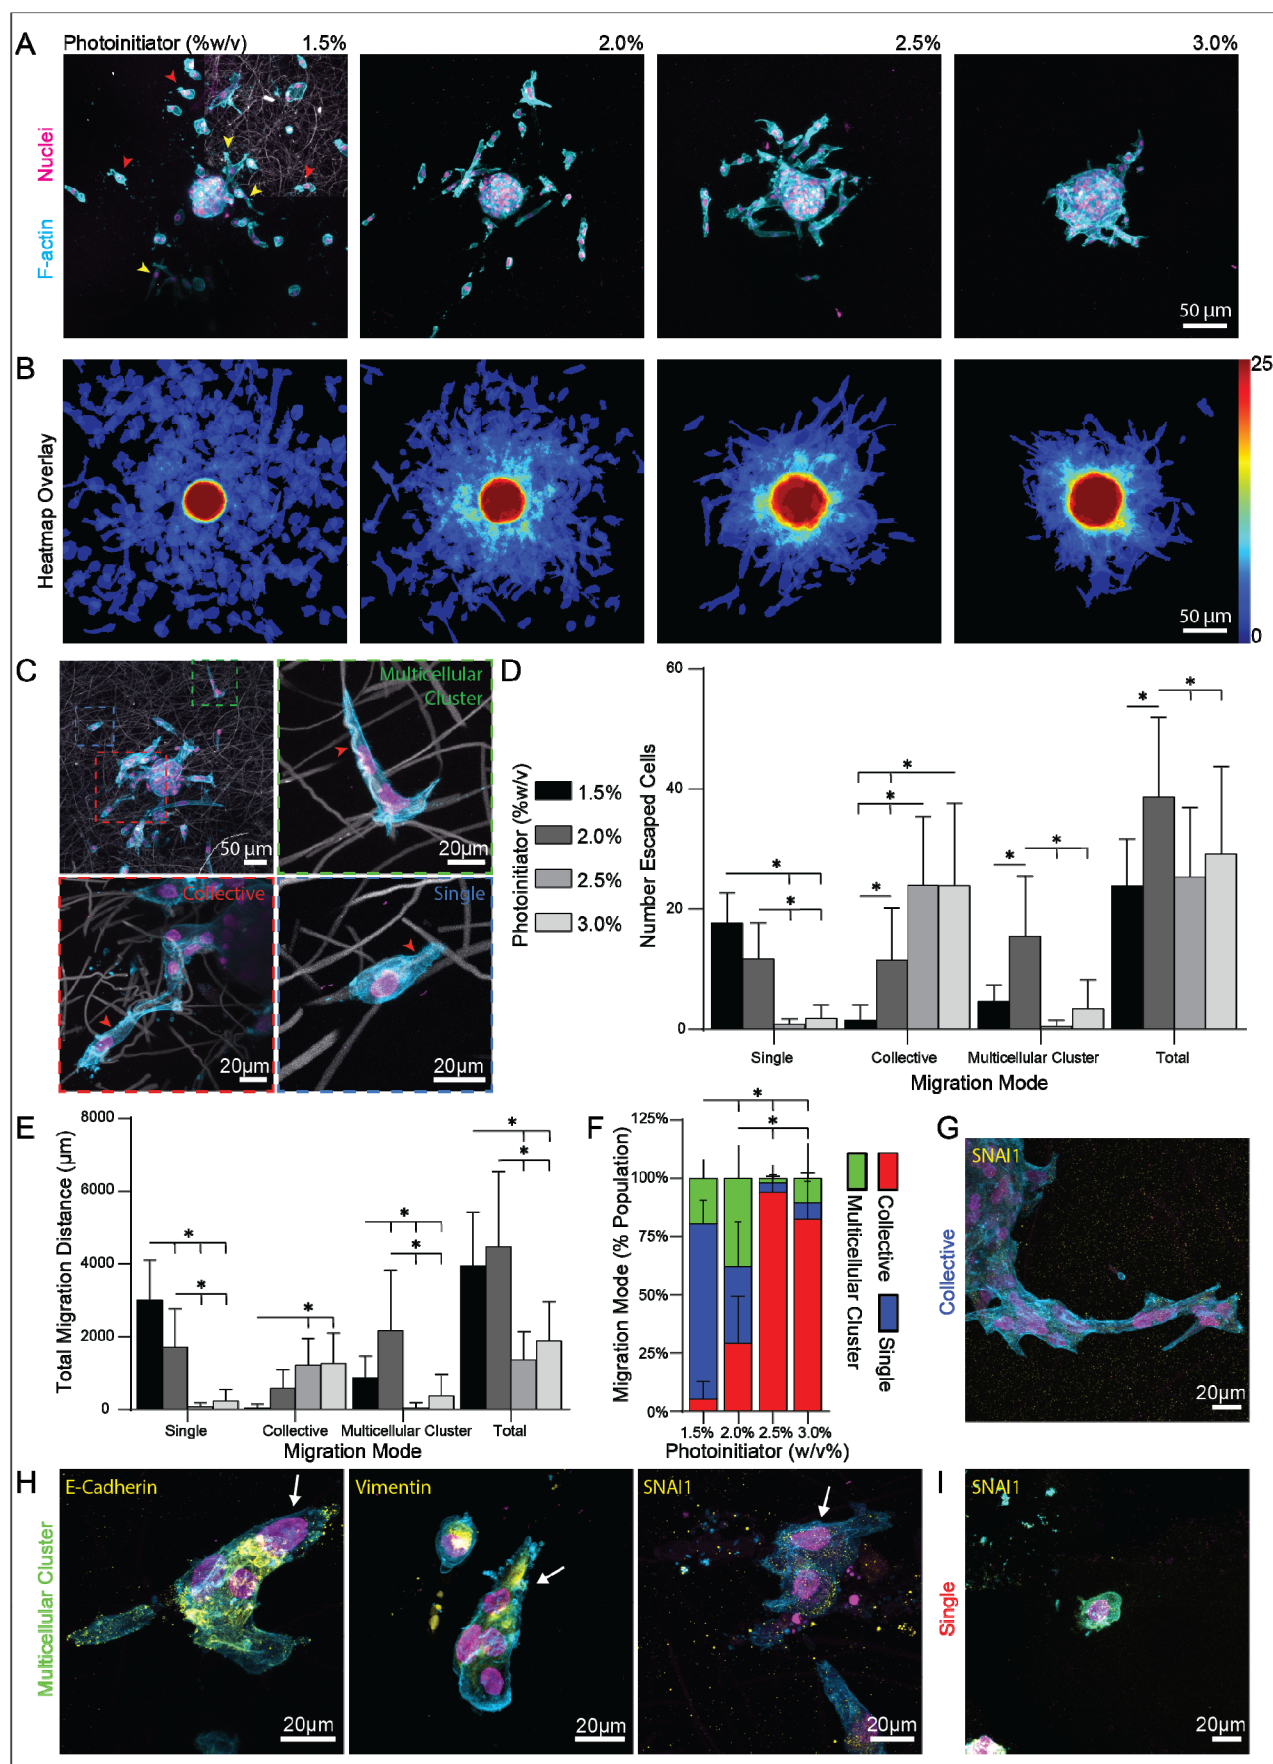 A
Photoinitiator (%w/v) 1.5%
2.0%
2.5%
3.0%
F-actin Nuclei
50 µm
B
Heatmap Overlay
25
0
50 µm
C
50 µm
Multicellular
Cluster
20µm
Collective
20µm
Single
20µm
D
Photoinitiator (%w/v)
1.5%
2.0%
2.5%
3.0%
Number Escaped Cells
60
40
20
0
* * * * * * * * *
Single Collective Multicellular Cluster Total
Migration Mode
E
Total Migration Distance (µm)
8000
6000
4000
2000
0
* * * * * * *
Single Collective Multicellular Cluster Total
Migration Mode
F
Migration Mode (% Population)
125%
100%
75%
50%
25%
0%
* *
1.5% 2.0% 2.5% 3.0%
Photoinitiator (w/v%)
Multicellular Cluster
Collective
Single
G
Collective
SNAI1
20µm
H
Multicellular Cluster
E-Cadherin
20µm
Vimentin
20µm
SNAI1
20µm
I
Single
SNAI1
20µm